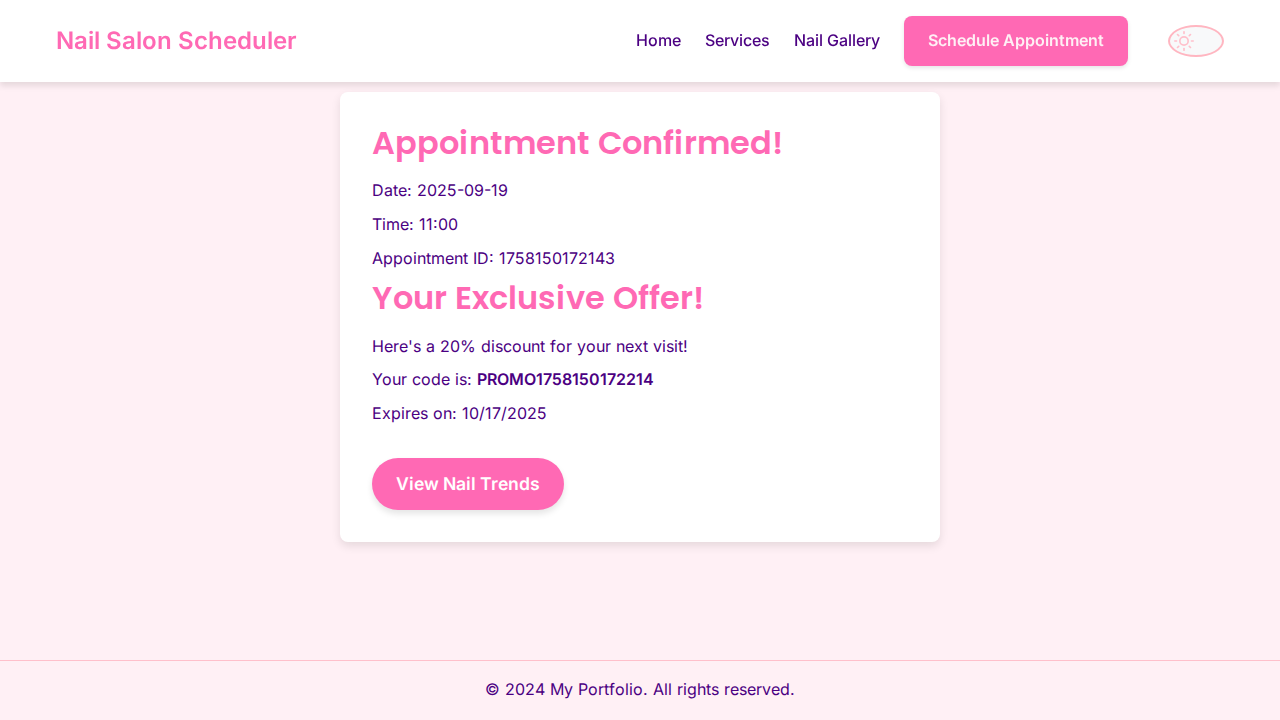 Nail Salon Scheduler
Home
Services
Nail Gallery
Schedule Appointment
Appointment Confirmed!
Date: 2025-09-19
Time: 11:00
Appointment ID: 1758150172143
Your Exclusive Offer!
Here's a 20% discount for your next visit!
Your code is: PROMO1758150172214
Expires on: 10/17/2025
View Nail Trends
© 2024 My Portfolio. All rights reserved.